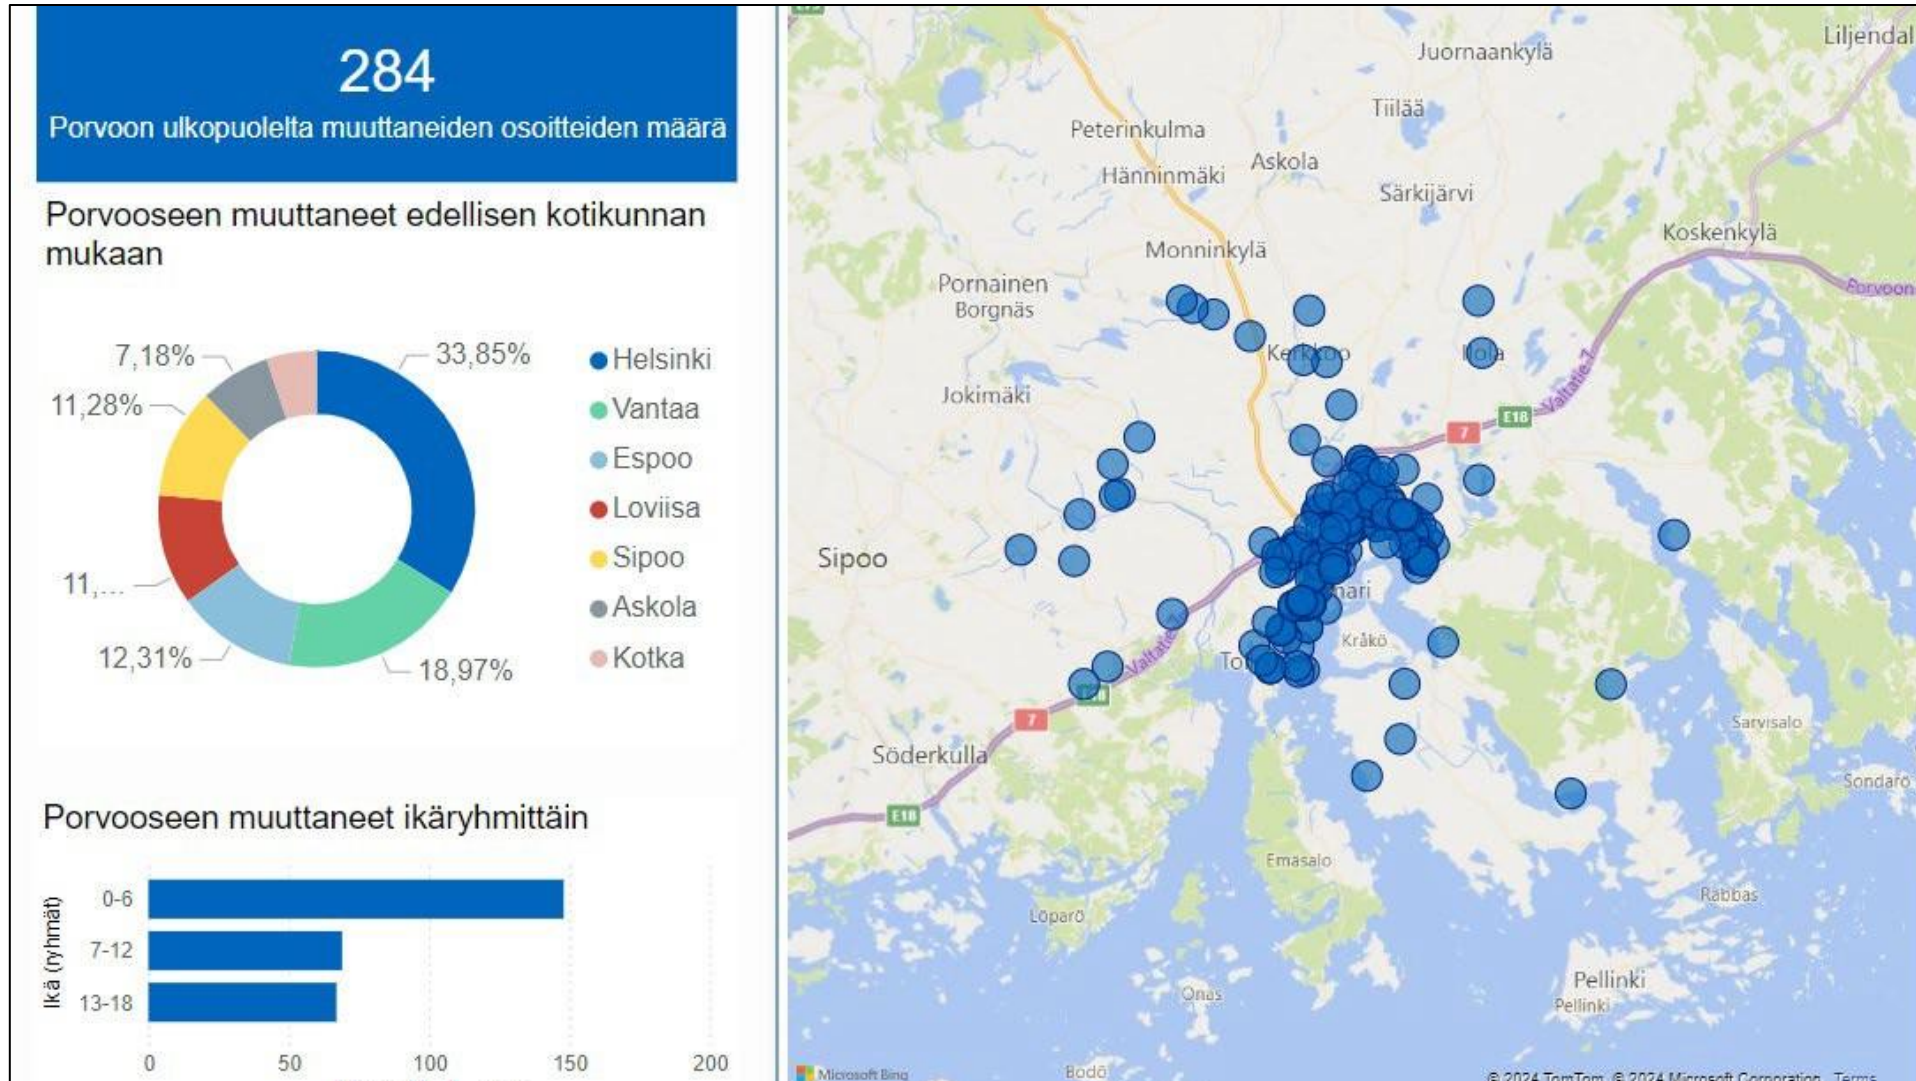 284
Porvoon ulkopuolelta muuttaneiden osoitteiden määrä
Porvooseen muuttaneet edellisen kotikunnan
mukaan
7,18%
33,85%
11,28%
11,...
12,31%
18,97%
Helsinki
Vantaa
Espoo
Loviisa
Sipoo
Askola
Kotka
Porvooseen muuttaneet ikäryhmittäin
Ikä (ryhmät)
0-6
7-12
13-18
0
50
100
150
200
Liljendal
Juornaankylä
Tiilää
Peterinkulma
Askola
Hänninmäki
Särkijärvi
Koskenkylä
Monninkylä
Pornainen
Borgnäs
Porvoon
Kerkkoo
Ilola
Valtatie 7
Jokimäki
E18
7
Sipoo
Kråkö
Valtatie
7
Söderkulla
Sarvisalo
Sondarö
E18
Emäsalo
Rabbas
Löparö
Pellinki
Pellinki
Onas
Bodö
Microsoft Bing
© 2024 TomTom, © 2024 Microsoft Corporation Terms